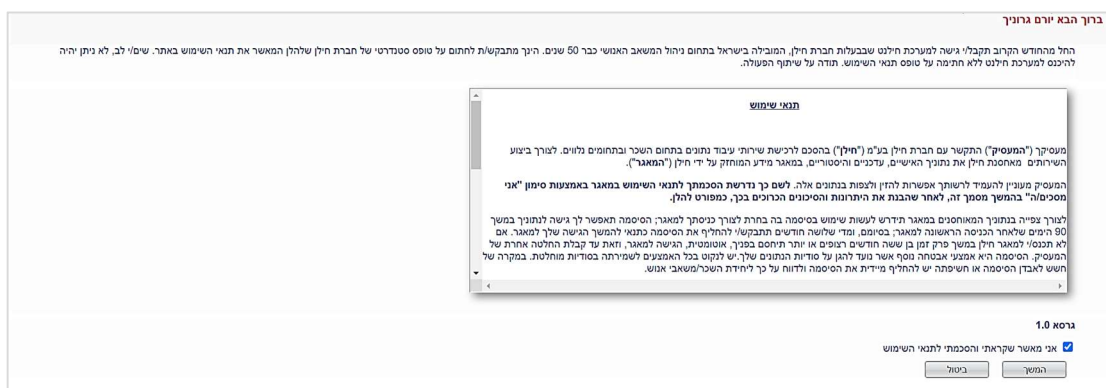 ברוך הבא יורם גרוניך
החל מהחודש הקרוב תקבל/י גישה למערכת חילנט שבבעלות חברת חילן, המובילה בישראל בתחום ניהול המשאב האנושי כבר 50 שנים. הינך מתבקש/ת לחתום על טופס סטנדרטי של חברת חילן שלהלן המאשר את תנאי השימוש באתר. שים/י לב, לא ניתן יהיה
להיכנס למערכת חילנט ללא חתימה על טופס תנאי השימוש. תודה על שיתוף הפעולה.
תנאי שימוש
מעסיקך ("המעסיק") התקשר עם חברת חילן בע"מ ("חילן") בהסכם לרכישת שירותי עיבוד נתונים בתחום השכר ובתחומים נלווים. לצורך ביצוע
השירותים מאחסנת חילן את נתוניך האישיים, עדכניים והיסטוריים, במאגר מידע המוחזק על ידי חילן ("המאגר").
המעסיק מעוניין להעמיד לרשותך אפשרות להזין ולצפות בנתונים אלה. לשם כך נדרשת הסכמתך לתנאי השימוש במאגר באמצעות סימון "אני
מסכים/ה" בהמשך מסמך זה, לאחר שהבנת את היתרונות והסיכונים הכרוכים בכך, כמפורט להלן.
לצורך צפייה בנתוניך המאוחסנים במאגר תידרש לעשות שימוש בסיסמה בה בחרת לצורך כניסתך למאגר; הסיסמה תאפשר לך גישה לנתוניך במשך
90 הימים שלאחר הכניסה הראשונה למאגר; בסיומם, ומדי שלושה חודשים תתבקש/י להחליף את הסיסמה כתנאי להמשך הגישה שלך למאגר. אם
לא תכנס/י למאגר חילן במשך פרק זמן בן ששה חודשים רצופים או יותר תיחסם בפניך, אוטומטית, הגישה למאגר, וזאת עד קבלת החלטה אחרת של
המעסיק. הסיסמה היא אמצעי אבטחה נוסף אשר נועד להגן על סודיות הנתונים שלך.יש לנקוט בכל האמצעים לשמירתה בסודיות מוחלטת. במקרה של
חשש לאבדן הסיסמה או חשיפתה יש להחליף מיידית את הסיסמה ולדווח על כך ליחידת השכר/משאבי אנוש.
גרסא 1.0
אני מאשר שקראתי והסכמתי לתנאי השימוש
המשך ביטול